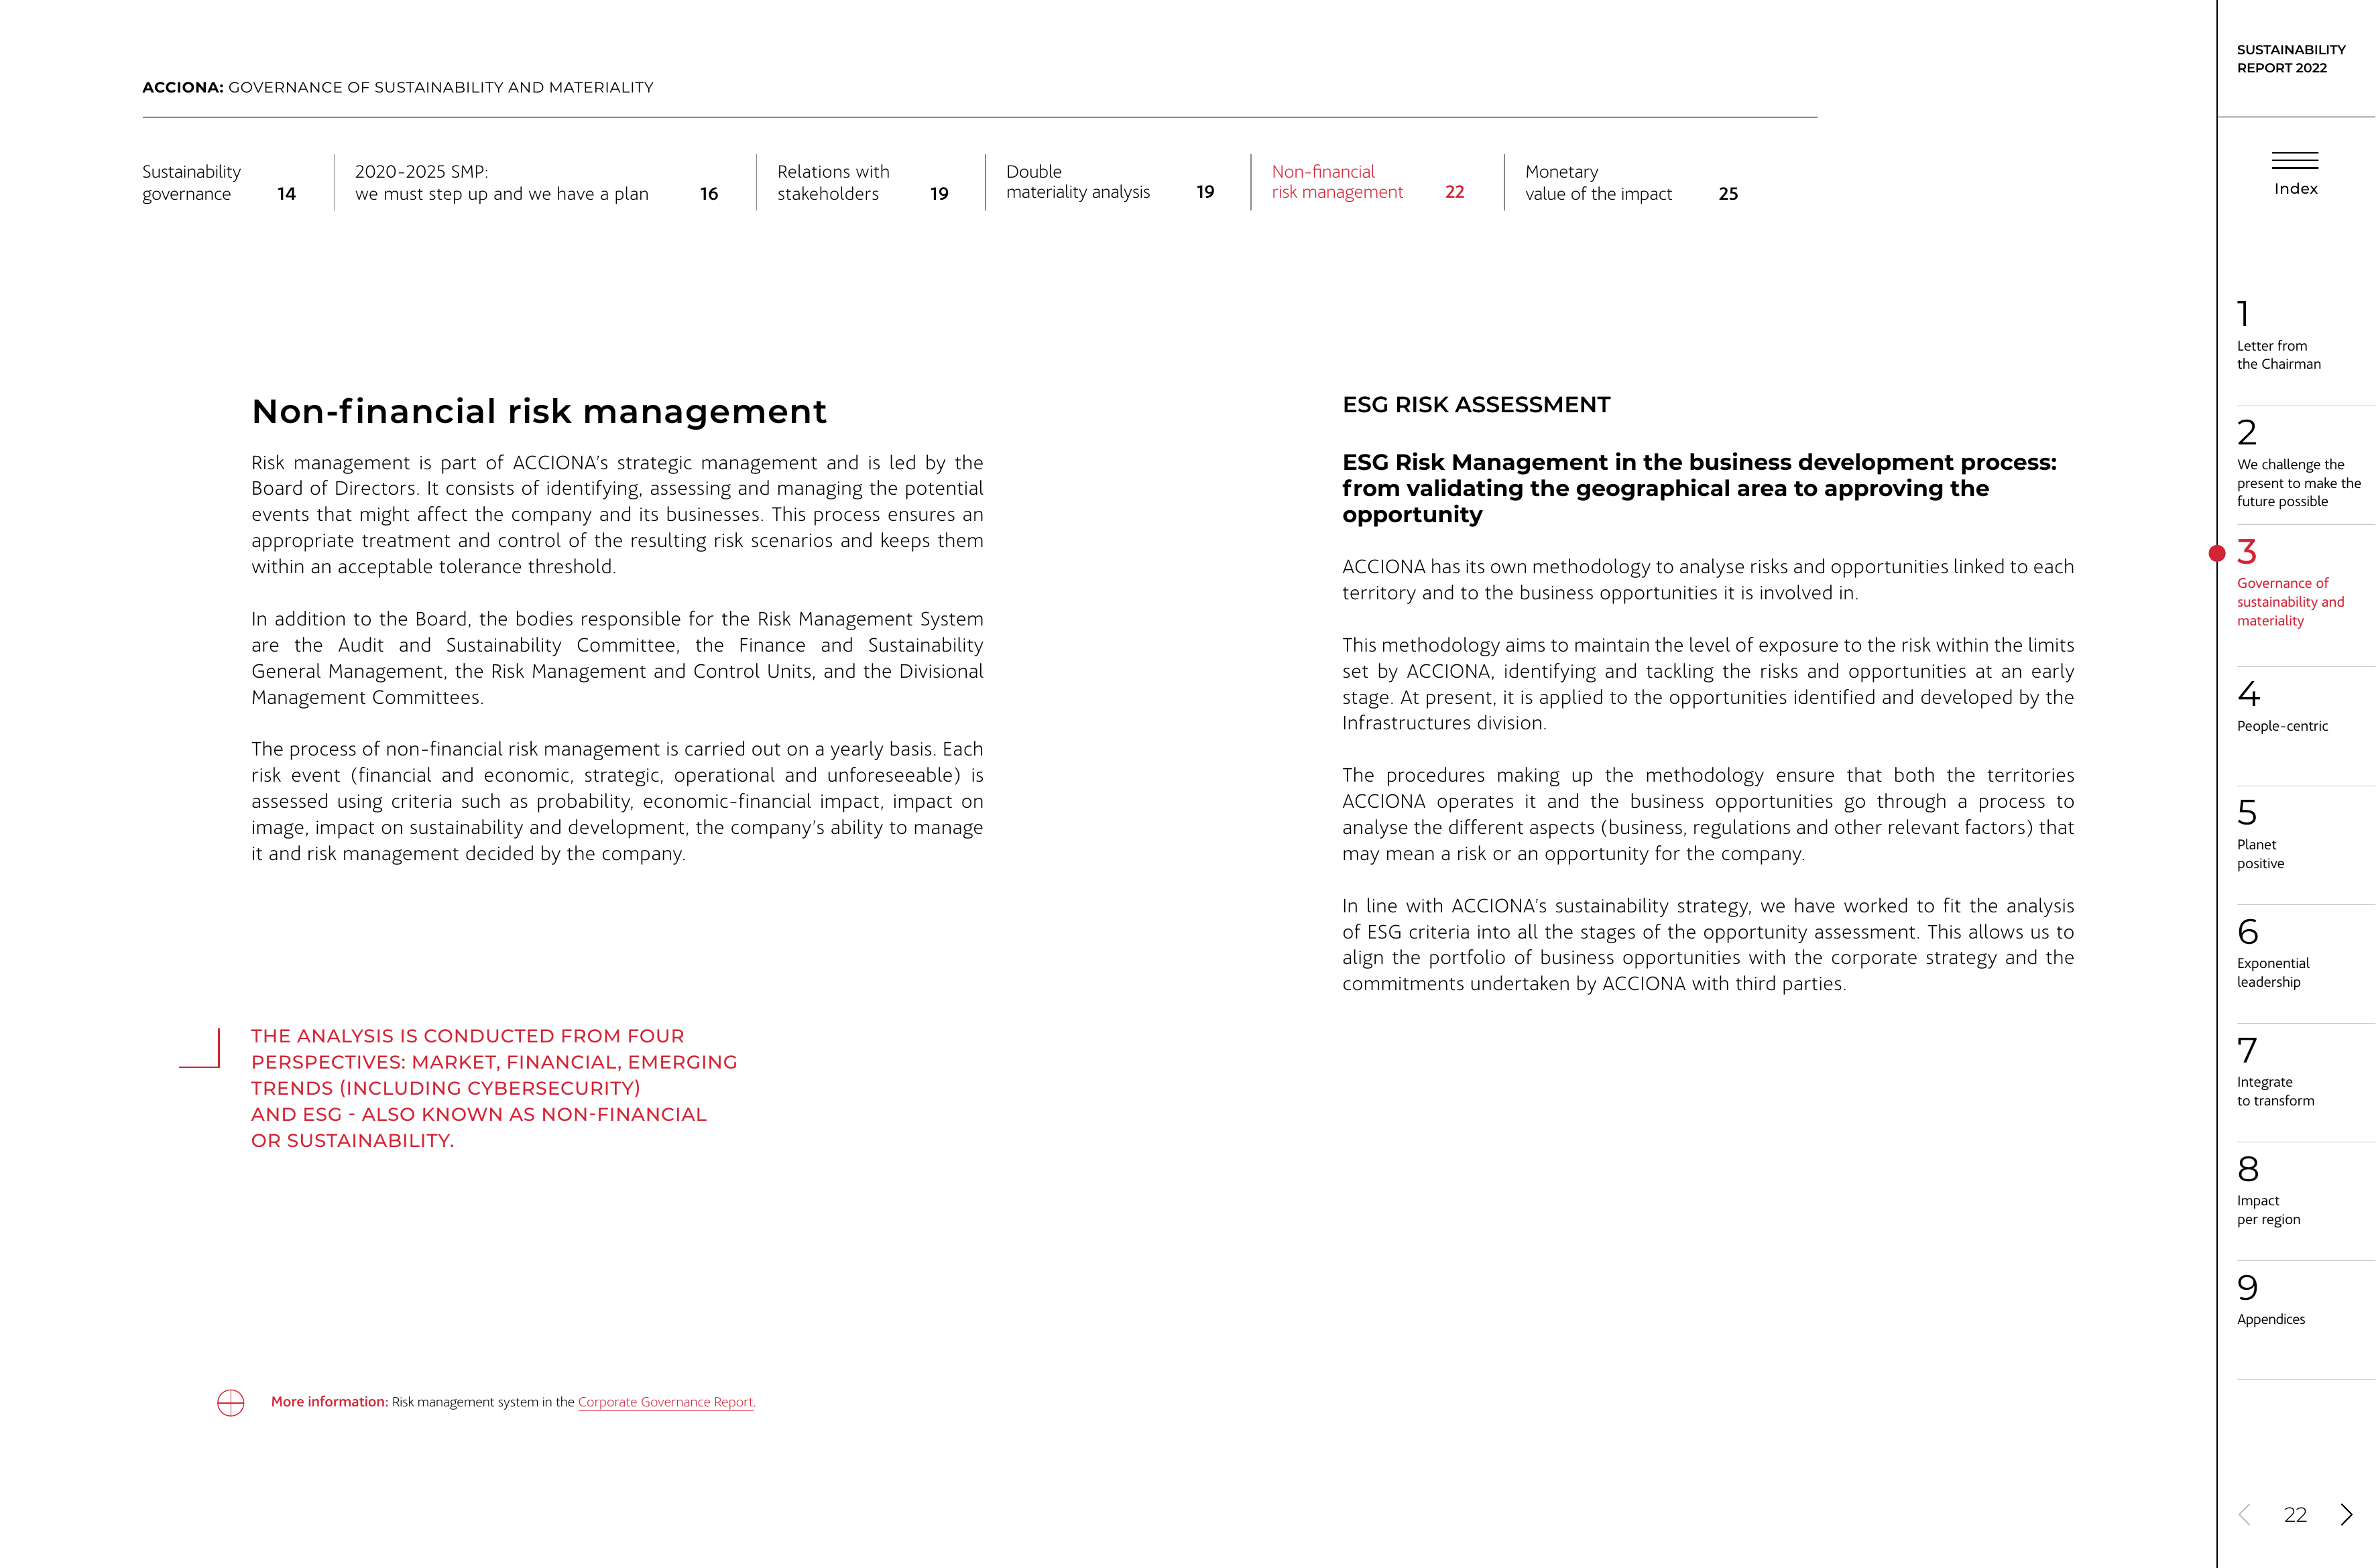 ACCIONA: GOVERNANCE OF SUSTAINABILITY AND MATERIALITY
SUSTAINABILITY
REPORT 2022
Sustainability
governance 14
2020-2025 SMP:
we must step up and we have a plan 16
Relations with
stakeholders 19
Double
materiality analysis 19
Non-financial
risk management 22
Monetary
value of the impact 25
Index
Non-financial risk management
Risk management is part of ACCIONA’s strategic management and is led by the
Board of Directors. It consists of identifying, assessing and managing the potential
events that might affect the company and its businesses. This process ensures an
appropriate treatment and control of the resulting risk scenarios and keeps them
within an acceptable tolerance threshold.
In addition to the Board, the bodies responsible for the Risk Management System
are the Audit and Sustainability Committee, the Finance and Sustainability
General Management, the Risk Management and Control Units, and the Divisional
Management Committees.
The process of non-financial risk management is carried out on a yearly basis. Each
risk event (financial and economic, strategic, operational and unforeseeable) is
assessed using criteria such as probability, economic-financial impact, impact on
image, impact on sustainability and development, the company’s ability to manage
it and risk management decided by the company.
THE ANALYSIS IS CONDUCTED FROM FOUR
PERSPECTIVES: MARKET, FINANCIAL, EMERGING
TRENDS (INCLUDING CYBERSECURITY)
AND ESG - ALSO KNOWN AS NON-FINANCIAL
OR SUSTAINABILITY.
More information: Risk management system in the Corporate Governance Report.
ESG RISK ASSESSMENT
ESG Risk Management in the business development process:
from validating the geographical area to approving the
opportunity
ACCIONA has its own methodology to analyse risks and opportunities linked to each
territory and to the business opportunities it is involved in.
This methodology aims to maintain the level of exposure to the risk within the limits
set by ACCIONA, identifying and tackling the risks and opportunities at an early
stage. At present, it is applied to the opportunities identified and developed by the
Infrastructures division.
The procedures making up the methodology ensure that both the territories
ACCIONA operates it and the business opportunities go through a process to
analyse the different aspects (business, regulations and other relevant factors) that
may mean a risk or an opportunity for the company.
In line with ACCIONA’s sustainability strategy, we have worked to fit the analysis
of ESG criteria into all the stages of the opportunity assessment. This allows us to
align the portfolio of business opportunities with the corporate strategy and the
commitments undertaken by ACCIONA with third parties.
1
Letter from
the Chairman
2
We challenge the
present to make the
future possible
3
Governance of
sustainability and
materiality
4
People-centric
5
Planet
positive
6
Exponential
leadership
7
Integrate
to transform
8
Impact
per region
9
Appendices
22